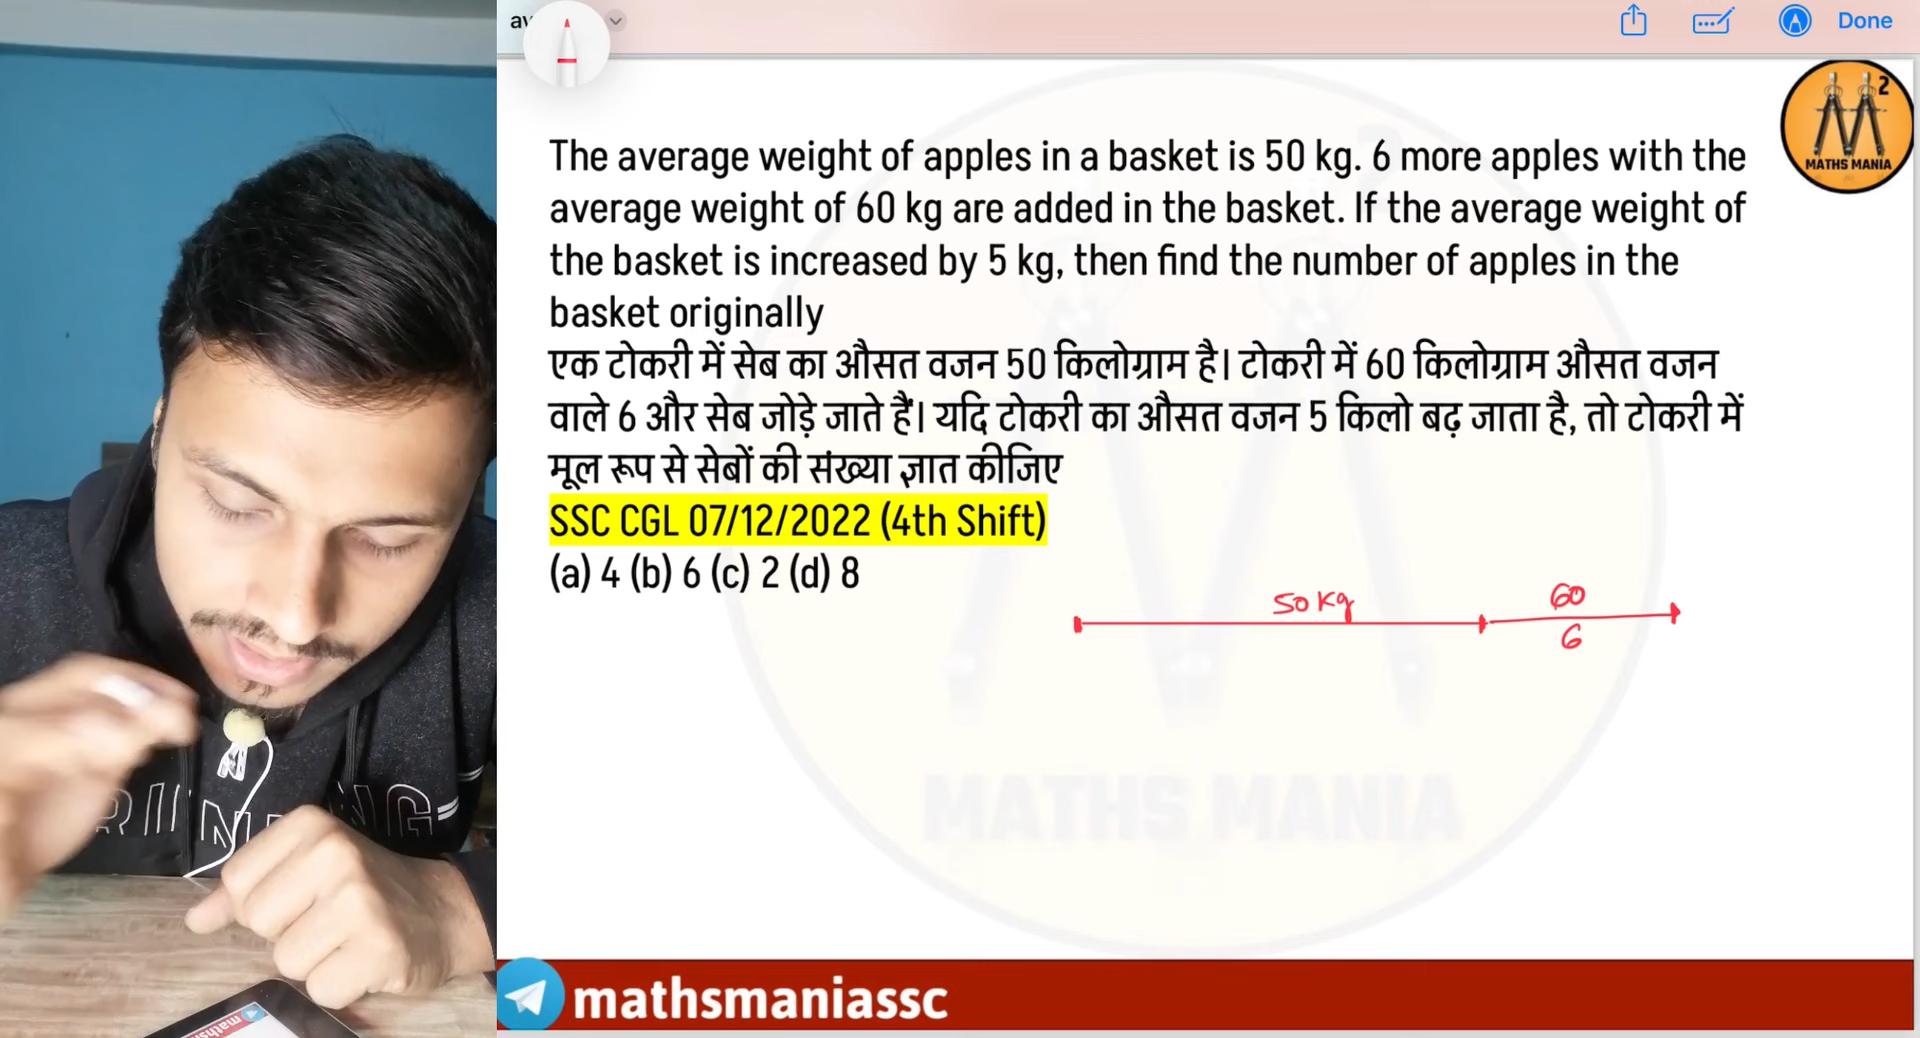 Done
2
MATHS MANIA
The average weight of apples in a basket is 50 kg. 6 more apples with the
average weight of 60 kg are added in the basket. If the average weight of
the basket is increased by 5 kg, then find the number of apples in the
basket originally
एक टोकरी में सेब का औसत वजन 50 किलोग्राम है। टोकरी में 60 किलोग्राम औसत वजन
वाले 6 और सेब जोड़े जाते हैं। यदि टोकरी का औसत वजन 5 किलो बढ़ जाता है, तो टोकरी में
मूल रूप से सेबों की संख्या ज्ञात कीजिए
SSC CGL 07/12/2022 (4th Shift)
(a) 4 (b) 6 (c) 2 (d) 8
50 Kg
60
6
MATHS MANIA
mathsmaniassc